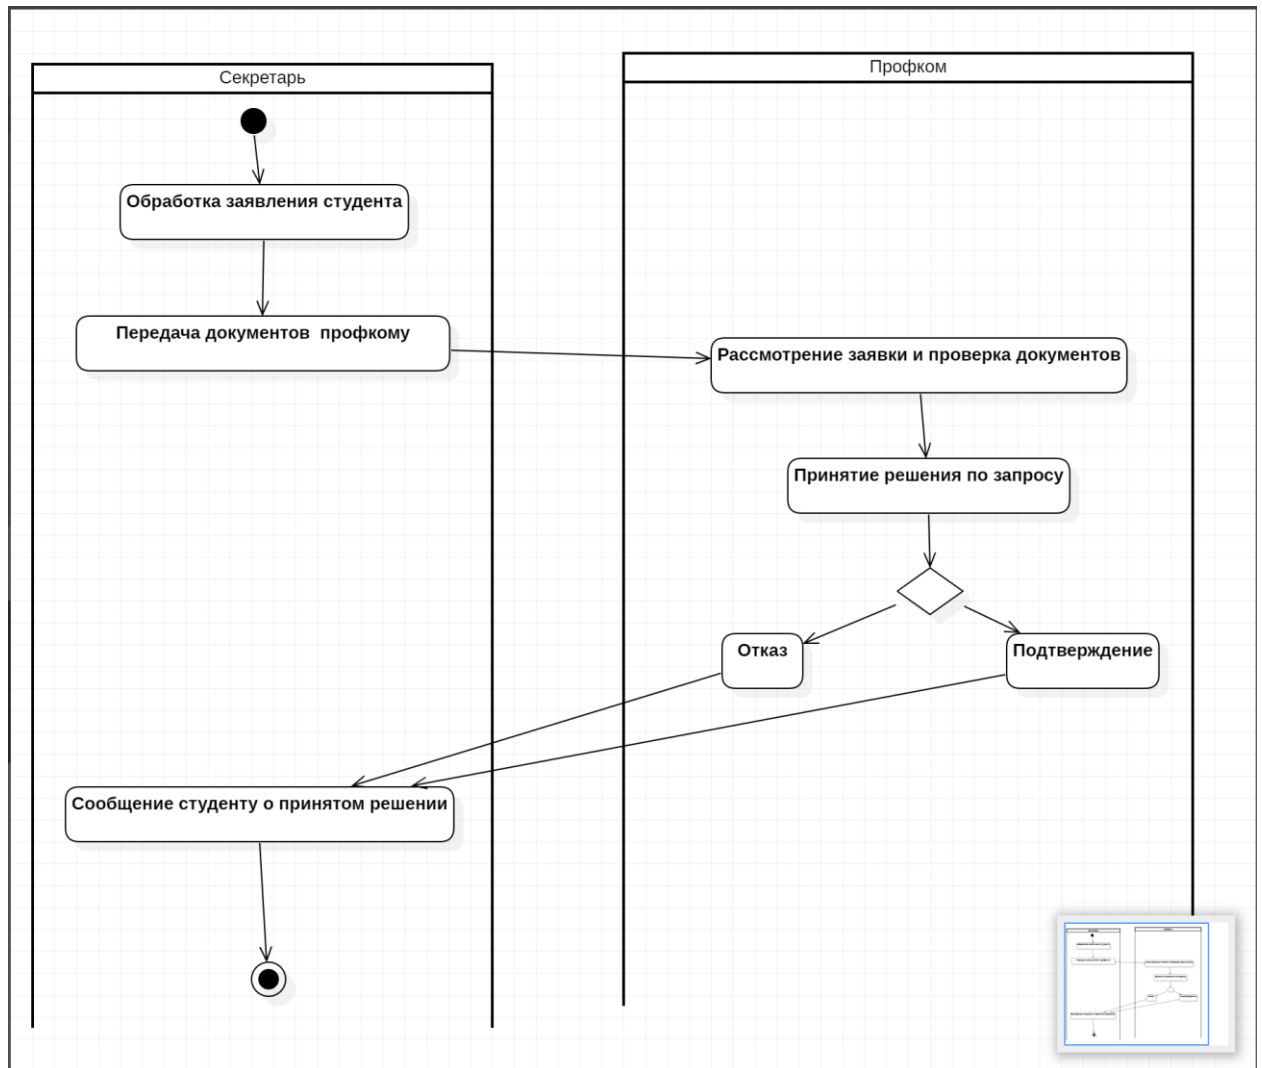 Секретарь
Профком
Обработка заявления студента
Передача документов  профкому
Рассмотрение заявки и проверка документов
Принятие решения по запросу
Отказ
Подтверждение
Сообщение студенту о принятом решении